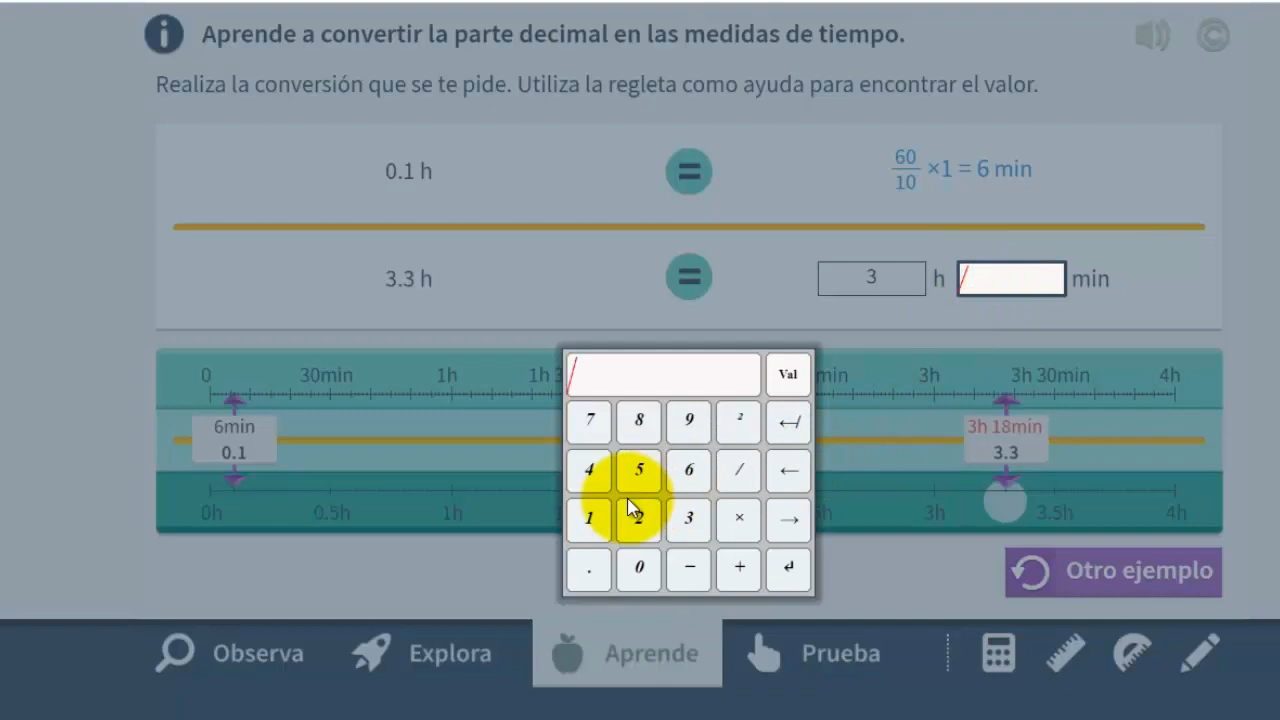 Aprende a convertir la parte decimal en las medidas de tiempo.
Realiza la conversión que se te pide. Utiliza la regleta como ayuda para encontrar el valor.
0.1 h = 60/10 ×1 = 6 min
3.3 h = 3 h min
0 30min 1h 1h 3 min 3h 3h 30min 4h
6min 3h 18min
0.1 3.3
0h 0.5h 1h 3h 3.5h 4h
Val
7 8 9 ² ←/
4 5 6 / ←
1 2 3 × →
. 0 − + ↵
Otro ejemplo
Observa Explora Aprende Prueba